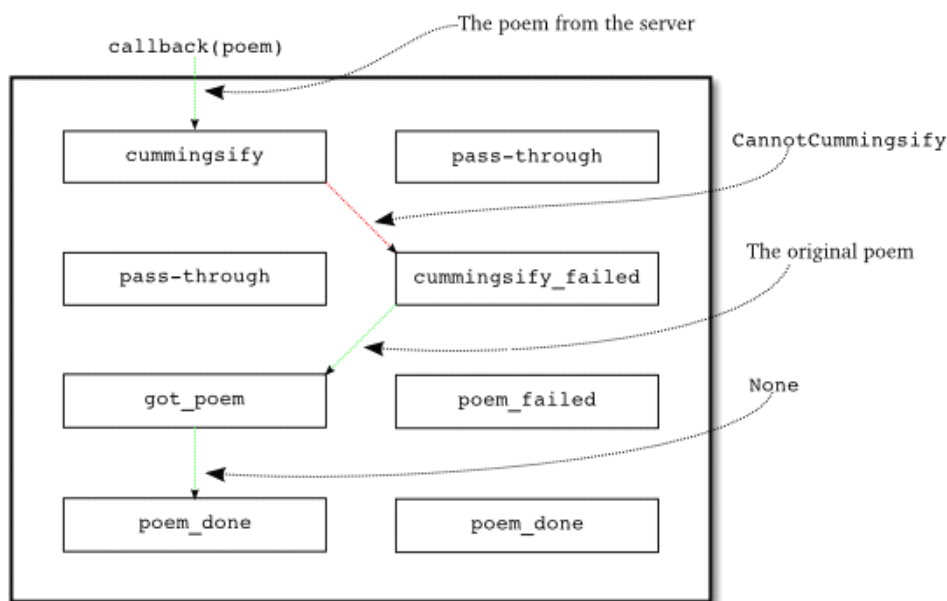 The poem from the server
callback(poem)
cummingsify
pass-through
CannotCummingsify
pass-through
cummingsify_failed
The original poem
got_poem
poem_failed
None
poem_done
poem_done